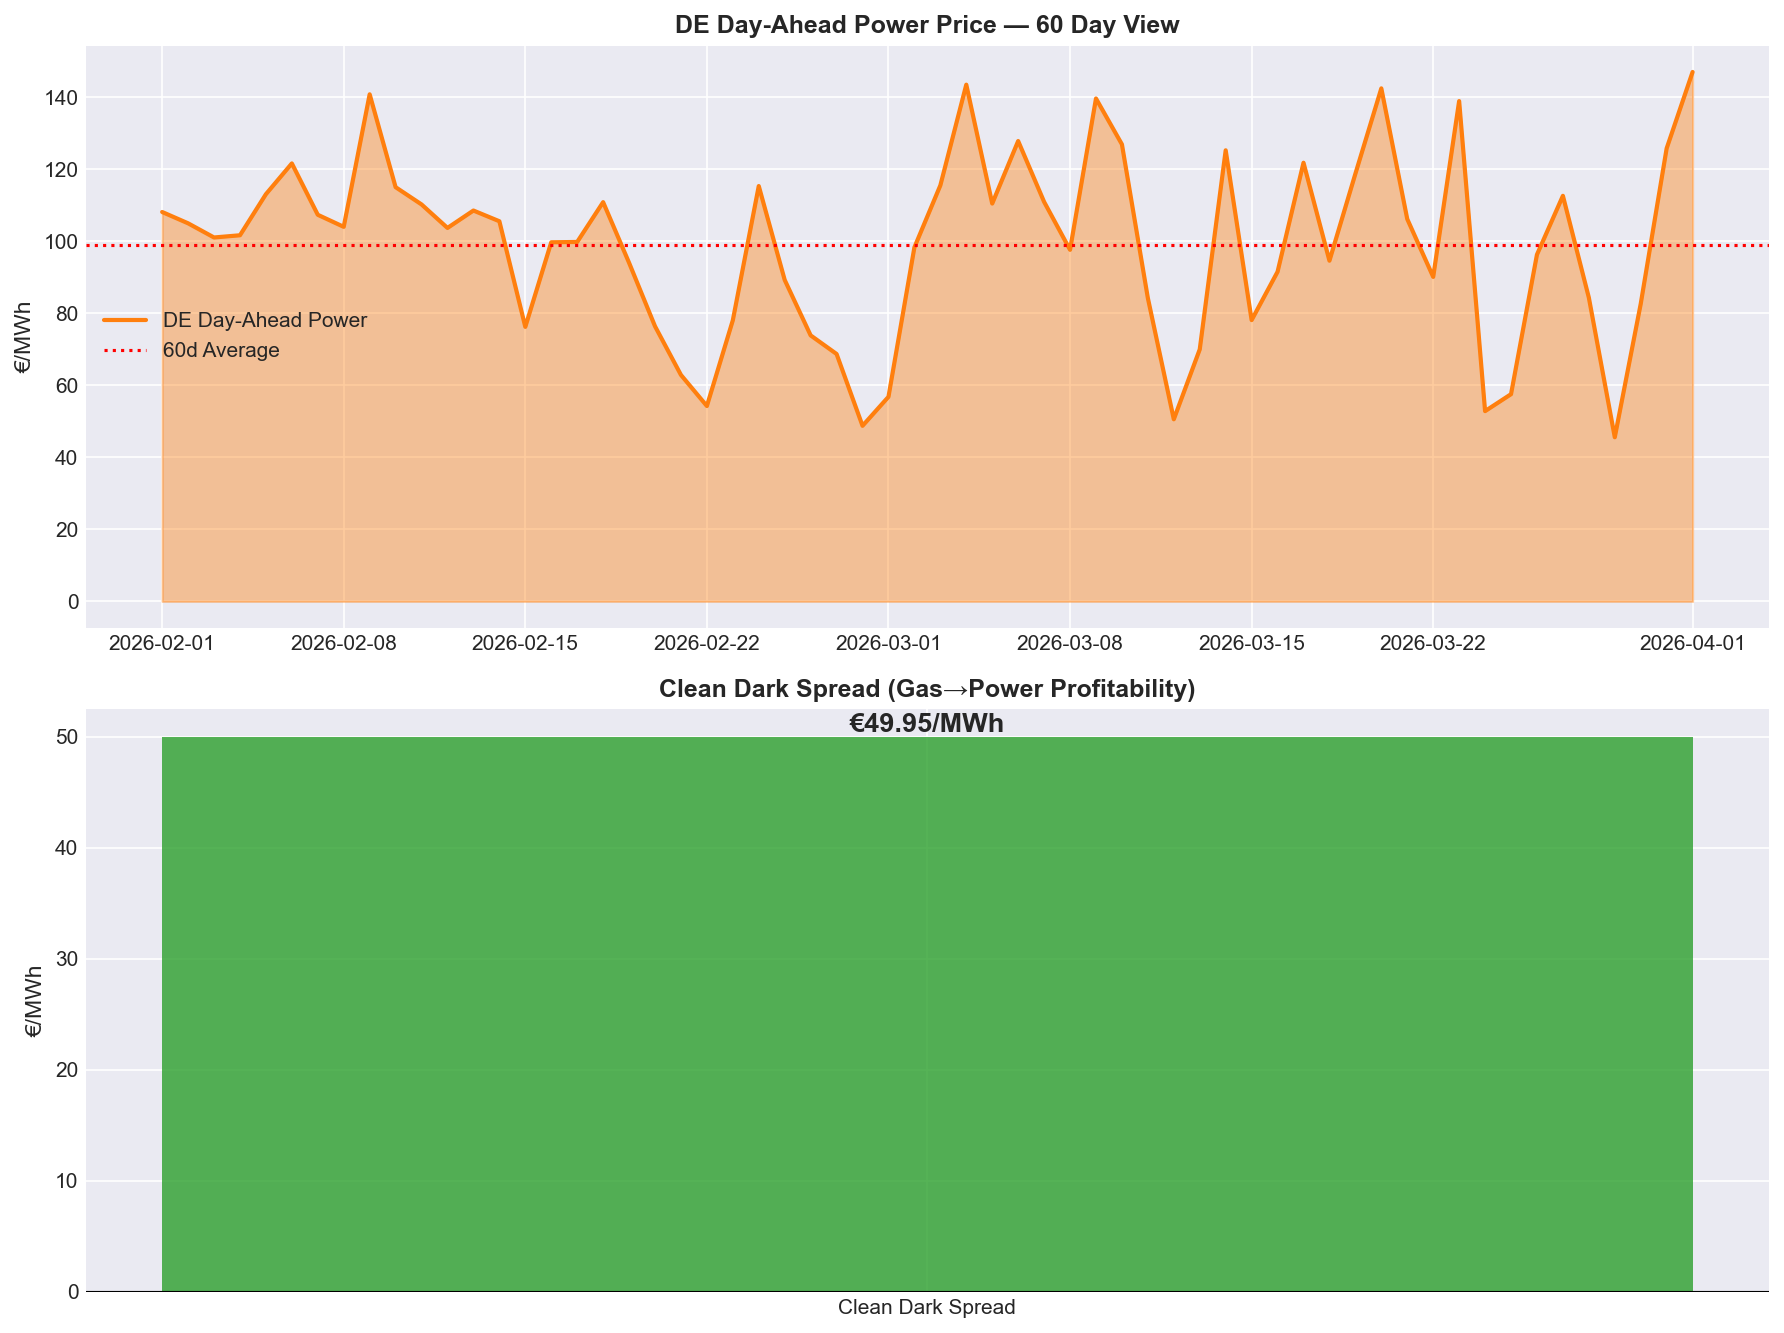 DE Day-Ahead Power Price — 60 Day View
€/MWh
140
120
100
80
60
40
20
0
DE Day-Ahead Power
60d Average
2026-02-01 2026-02-08 2026-02-15 2026-02-22 2026-03-01 2026-03-08 2026-03-15 2026-03-22 2026-04-01
Clean Dark Spread (Gas→Power Profitability)
€49.95/MWh
€/MWh
50
40
30
20
10
0
Clean Dark Spread